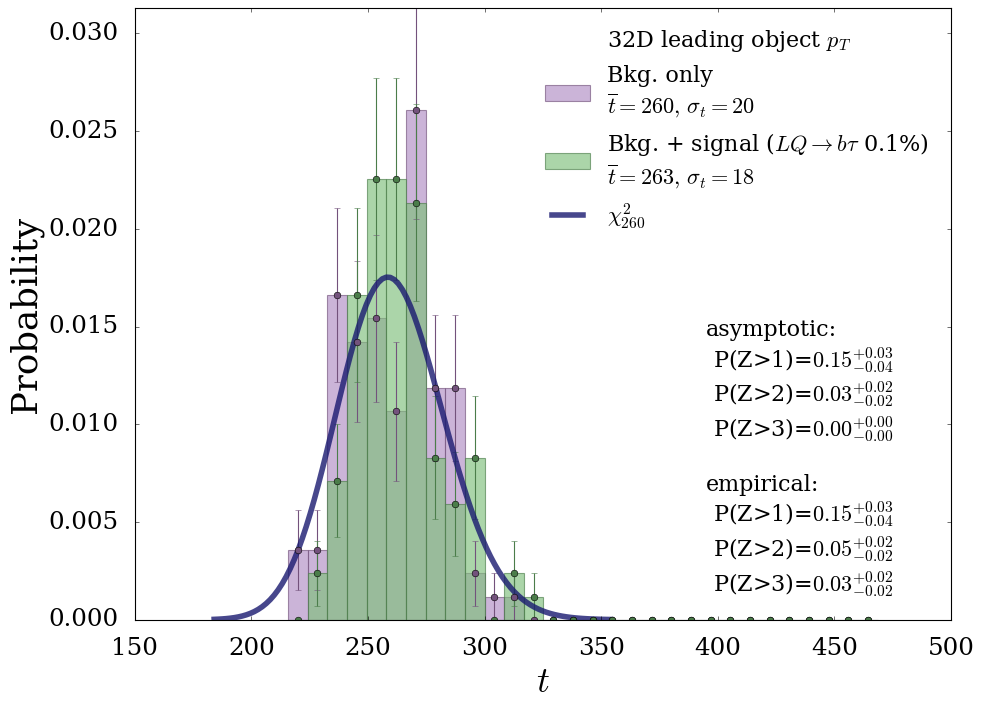 0.030
0.025
0.020
0.015
0.010
0.005
0.000
Probability
150
200
250
300
350
400
450
500
t
32D leading object $p_T$
Bkg. only
$\overline{t}=260$, $\sigma_t=20$
Bkg. + signal ($LQ \rightarrow b\tau$ 0.1%)
$\overline{t}=263$, $\sigma_t=18$
$\chi^2_{260}$
asymptotic:
P(Z>1)=$0.15^{+0.03}_{-0.04}$
P(Z>2)=$0.03^{+0.02}_{-0.02}$
P(Z>3)=$0.00^{+0.00}_{-0.00}$
empirical:
P(Z>1)=$0.15^{+0.03}_{-0.04}$
P(Z>2)=$0.05^{+0.02}_{-0.02}$
P(Z>3)=$0.03^{+0.02}_{-0.02}$